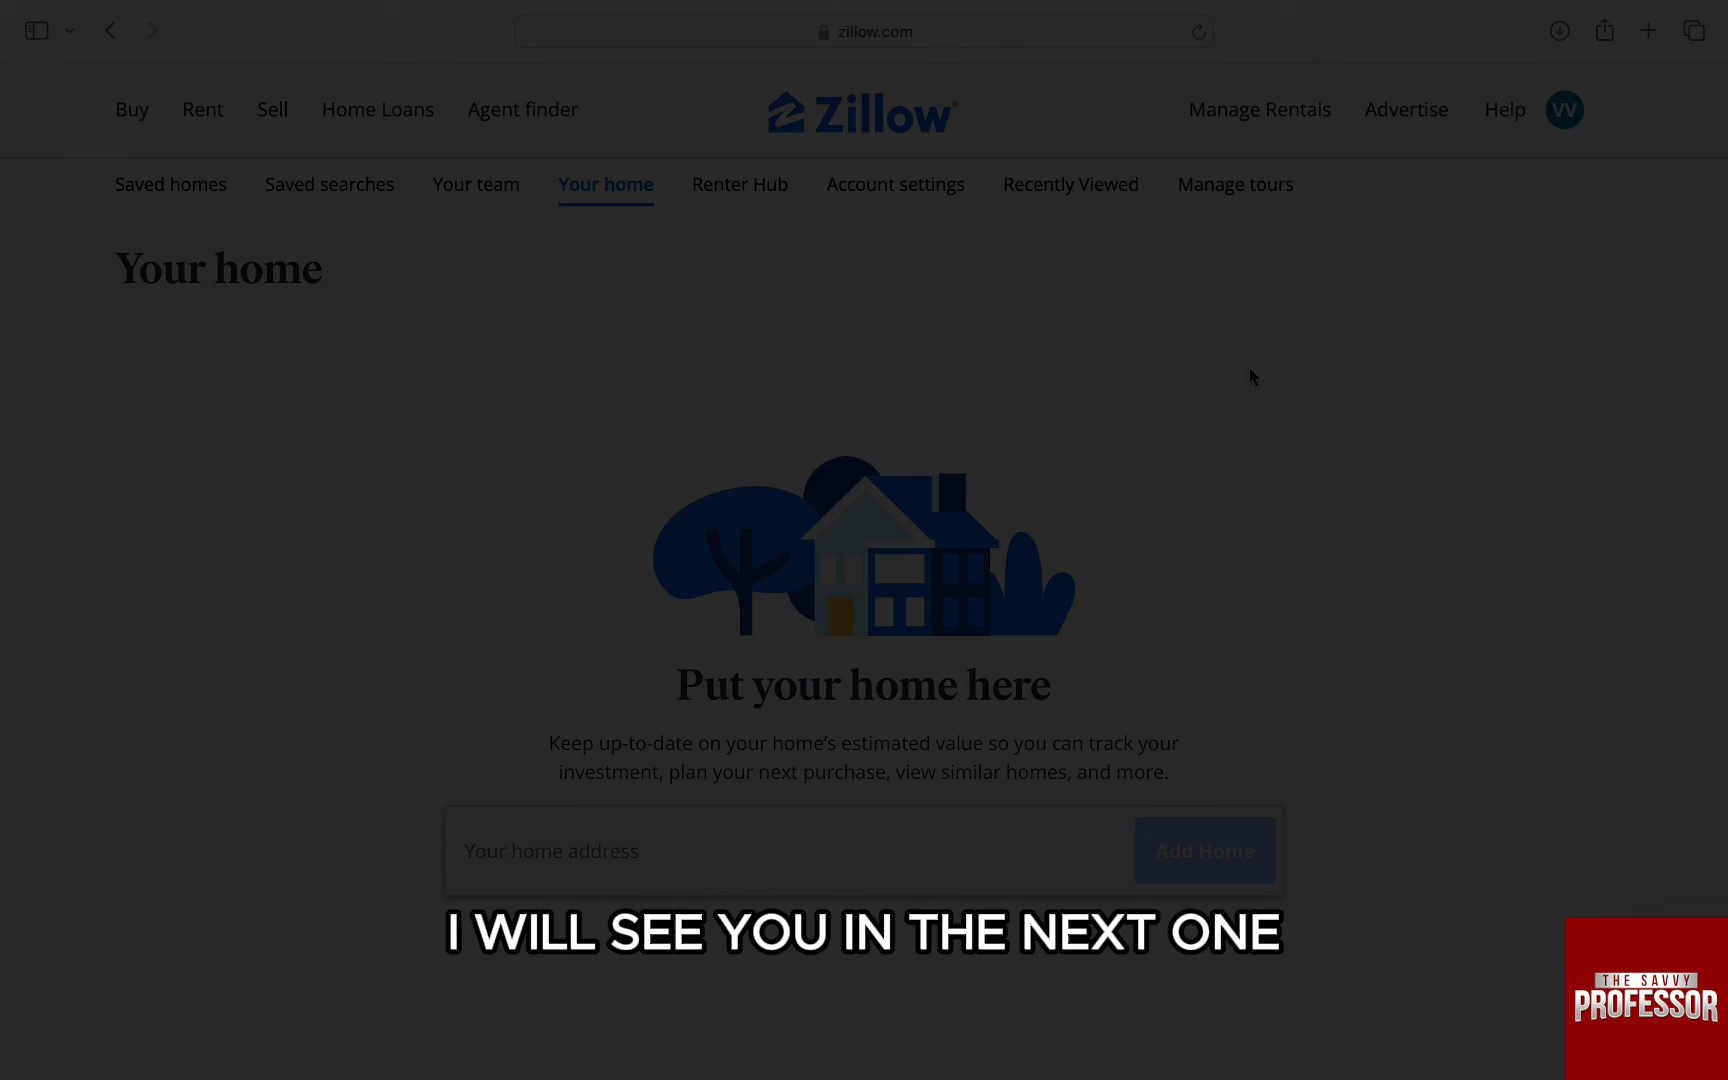 zillow.com
Buy Rent Sell Home Loans Agent finder Zillow® Manage Rentals Advertise Help VV
Saved homes Saved searches Your team Your home Renter Hub Account settings Recently Viewed Manage tours
Your home
Put your home here
Keep up-to-date on your home's estimated value so you can track your
investment, plan your next purchase, view similar homes, and more.
Your home address Add Home
I WILL SEE YOU IN THE NEXT ONE
THE SAVVY
PROFESSOR